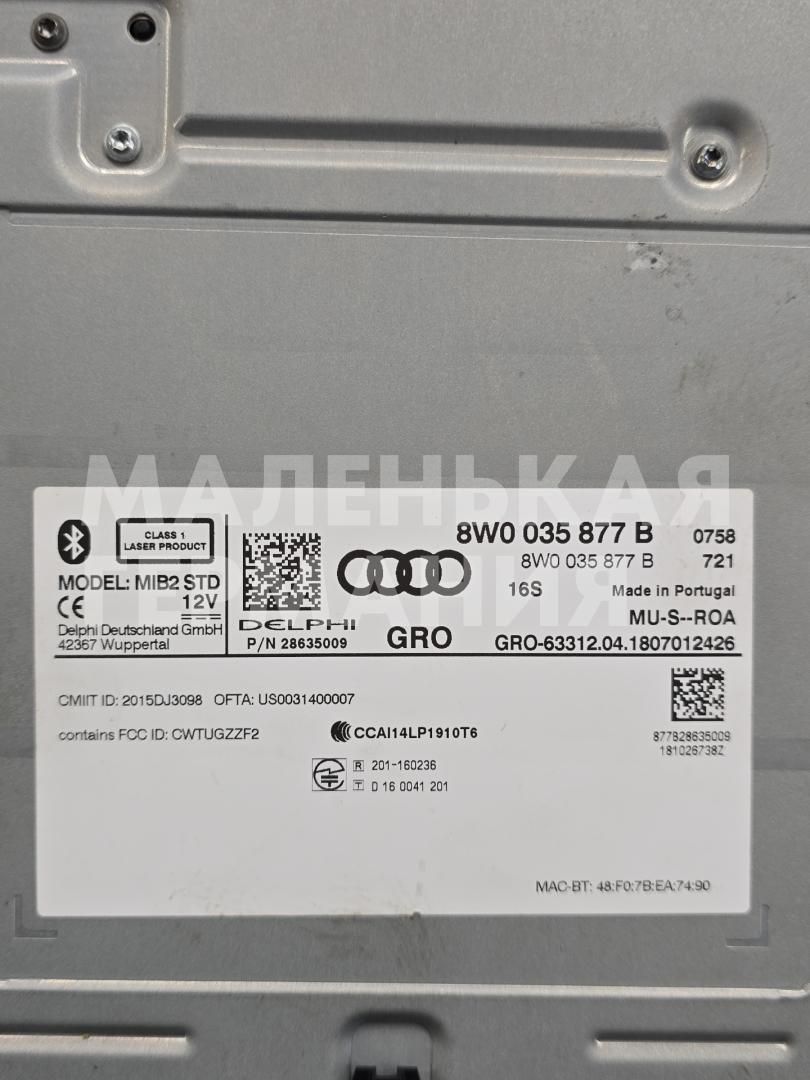 МАЛЕНЬКАЯ
ГЕРМАНИЯ
CLASS 1
LASER PRODUCT
MODEL: MIB2 STD
CE 12V
Delphi Deutschland GmbH
42367 Wuppertal
DELPHI
P/N 28635009
GRO
8W0 035 877 B 0758
8W0 035 877 B 721
16S Made in Portugal
MU-S--ROA
GRO-63312.04.1807012426
CMIIT ID: 2015DJ3098 OFTA: US0031400007
contains FCC ID: CWTUGZZF2
CCAI14LP1910T6
R 201-160236
T D 16 0041 201
877B28635009
181026738Z
MAC-BT: 48:F0:7B:EA:74:90